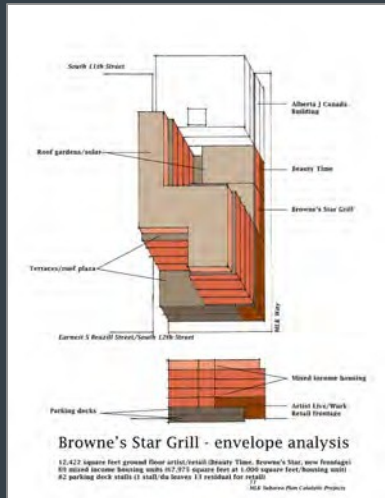 South 11th Street
Alberta J Canada
Building
Roof gardens/solar
Beauty Time
Browne's Star Grill
Terraces/roof plaza
MLK Way
Earnest S Brazill Street/South 12th Street
Mixed income housing
Artist Live/Work
Retail frontage
Parking decks
Browne's Star Grill - envelope analysis
12,422 square feet ground floor artist/retail (Beauty Time, Browne's Star, new frontage)
mixed income housing units (67,975 square feet at 1,000 square feet/housing unit)
82 parking deck stalls (1 stall/du leaves 13 residual for retail)
MLK Subarea Plan Catalytic Projects